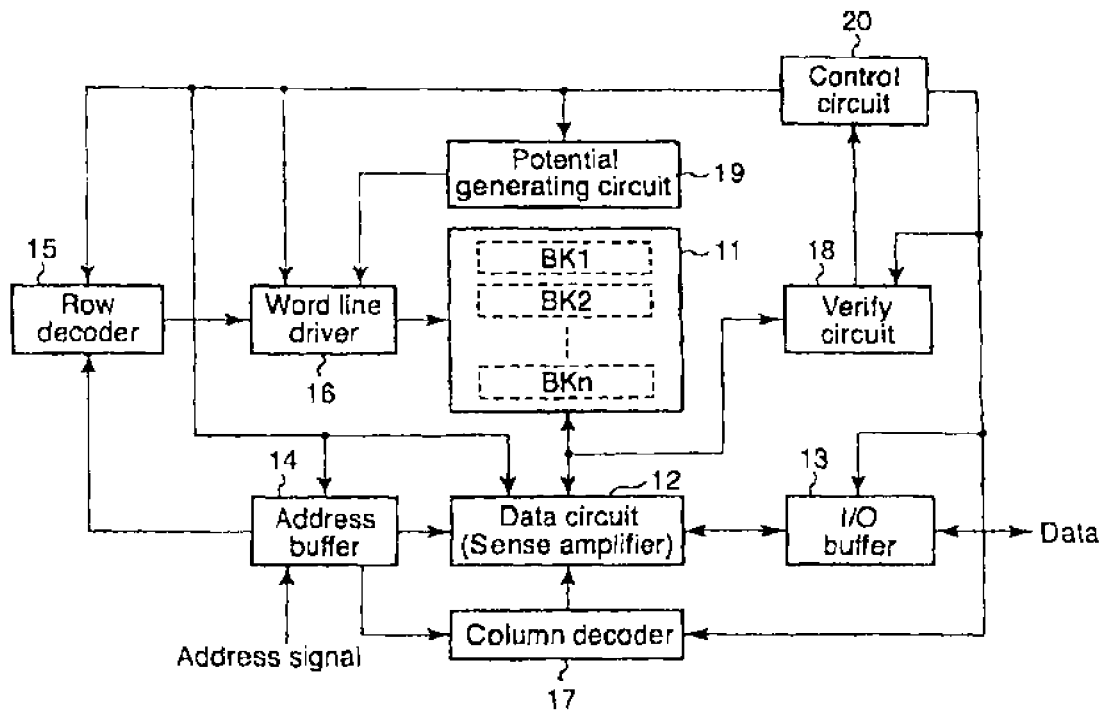 20
Control
circuit
Potential
generating circuit
19
15
Row
decoder
Word line
driver
16
BK1
BK2
BKn
11
18
Verify
circuit
14
Address
buffer
12
Data circuit
(Sense amplifier)
13
I/O
buffer
Data
Address signal
Column decoder
17